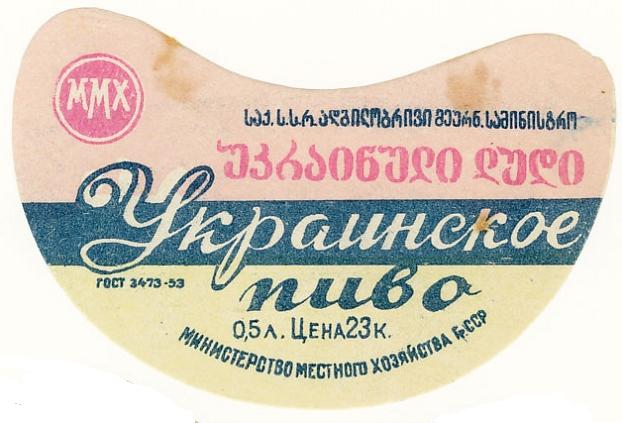 ММХ
ᲡᲐᲥ. Ს.Ს.Რ. ᲐᲓᲒᲘᲚᲝᲑᲠᲘᲕᲘ ᲛᲔᲣᲠᲜ. ᲡᲐᲛᲘᲜᲘᲡᲢᲠᲝ
ᲣᲙᲠᲐᲘᲜᲣᲚᲘ ᲚᲣᲓᲘ
Украинское
ГОСТ 3473-53
пиво
0,5 л. ЦЕНА 23 к.
МИНИСТЕРСТВО МЕСТНОГО ХОЗЯЙСТВА Гр.ССР